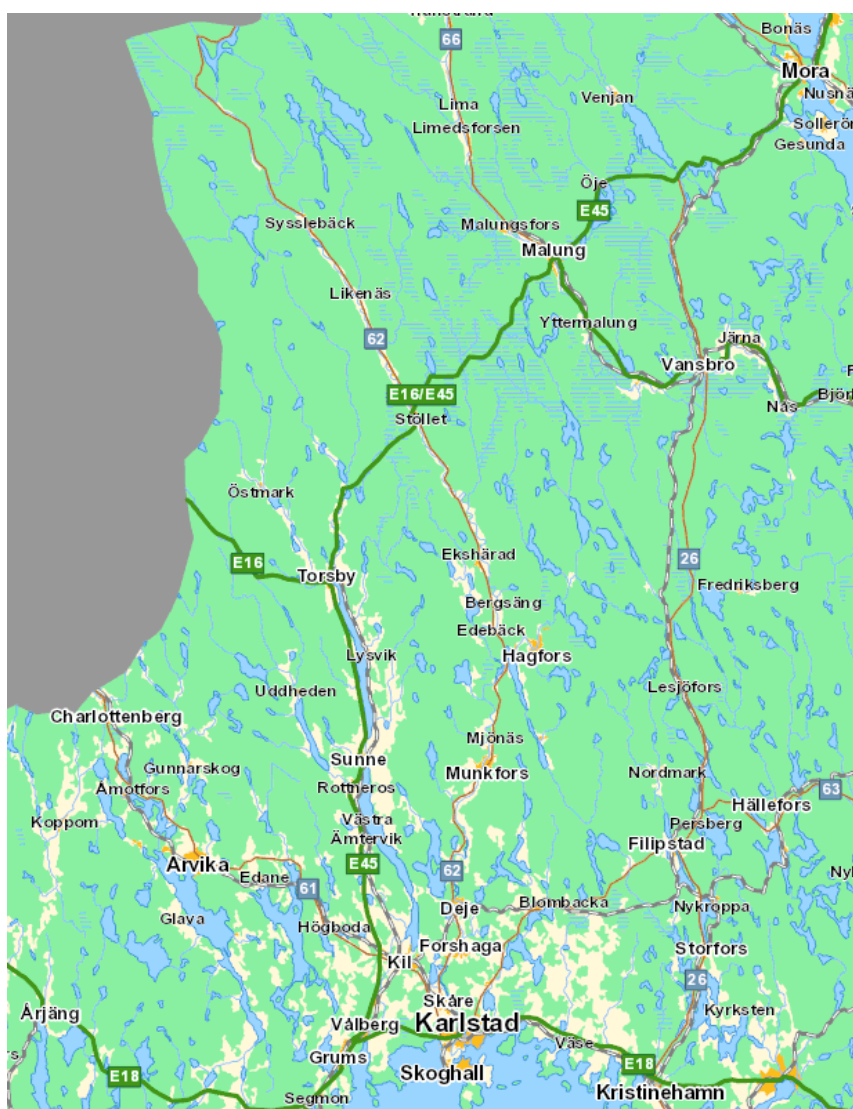 Bonäs
66
Mora
Lima
Venjan
Nusnä
Limedsforsen
Sollerön
Gesunda
Öje
E45
Sysslebäck
Malungsfors
Malung
Likenäs
Yttermalung
62
Järna
Vansbro
E16/E45
Nås
Björ
Stöllet
Östmark
Ekshärad
E16
26
Torsby
Fredriksberg
Bergsäng
Edebäck
Lysvik
Hagfors
Uddheden
Lesjöfors
Charlottenberg
Mjönäs
Sunne
Gunnarskog
Munkfors
Nordmark
Åmotfors
Rottneros
63
Hällefors
Koppom
Västra
Ämtervik
Persberg
Filipstad
Arvika
E45
62
Edane
61
Blombacka
Glava
Deje
Nykroppa
Högboda
Forshaga
Storfors
Kil
26
Skåre
Kyrksten
Årjäng
Vålberg
Karlstad
Väse
Grums
E18
E18
Skoghall
Kristinehamn
Segmon